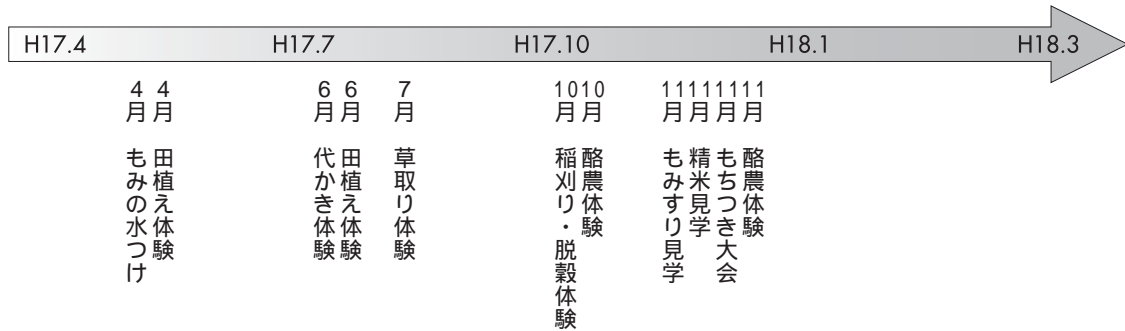 H17.4 H17.7 H17.10 H18.1 H18.3
4月 もみの水つけ
4月 田植え体験
6月 代かき体験
6月 田植え体験
7月 草取り体験
10月 稲刈り・脱穀体験
10月 酪農体験
11月 もみすり見学
11月 精米見学
11月 もちつき大会
11月 酪農体験